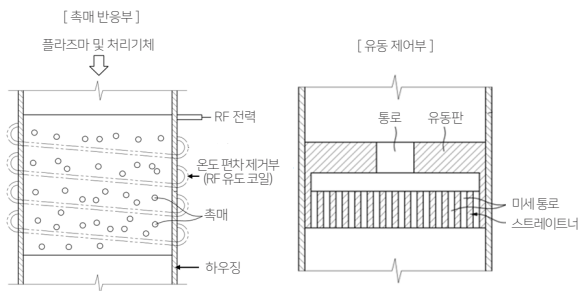 [ 촉매 반응부 ]
플라즈마 및 처리기체
RF 전력
온도 편차 제거부
(RF 유도 코일)
촉매
하우징
[ 유동 제어부 ]
통로
유동판
미세 통로
스트레이트너